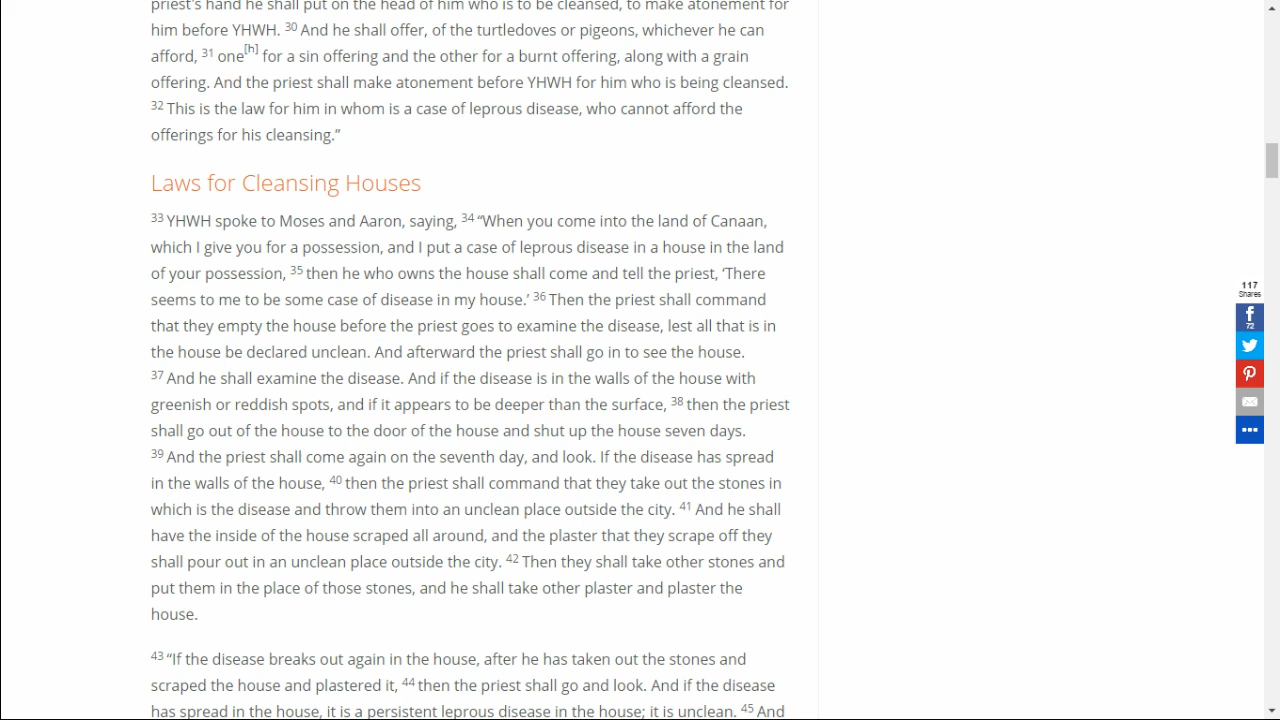 priest's hand he shall put on the head of him who is to be cleansed, to make atonement for
him before YHWH. 30 And he shall offer, of the turtledoves or pigeons, whichever he can
afford, 31 one[h] for a sin offering and the other for a burnt offering, along with a grain
offering. And the priest shall make atonement before YHWH for him who is being cleansed.
32 This is the law for him in whom is a case of leprous disease, who cannot afford the
offerings for his cleansing.”
Laws for Cleansing Houses
33 YHWH spoke to Moses and Aaron, saying, 34 “When you come into the land of Canaan,
which I give you for a possession, and I put a case of leprous disease in a house in the land
of your possession, 35 then he who owns the house shall come and tell the priest, ‘There
seems to me to be some case of disease in my house.’ 36 Then the priest shall command
that they empty the house before the priest goes to examine the disease, lest all that is in
the house be declared unclean. And afterward the priest shall go in to see the house.
37 And he shall examine the disease. And if the disease is in the walls of the house with
greenish or reddish spots, and if it appears to be deeper than the surface, 38 then the priest
shall go out of the house to the door of the house and shut up the house seven days.
39 And the priest shall come again on the seventh day, and look. If the disease has spread
in the walls of the house, 40 then the priest shall command that they take out the stones in
which is the disease and throw them into an unclean place outside the city. 41 And he shall
have the inside of the house scraped all around, and the plaster that they scrape off they
shall pour out in an unclean place outside the city. 42 Then they shall take other stones and
put them in the place of those stones, and he shall take other plaster and plaster the
house.
43 “If the disease breaks out again in the house, after he has taken out the stones and
scraped the house and plastered it, 44 then the priest shall go and look. And if the disease
has spread in the house, it is a persistent leprous disease in the house; it is unclean. 45 And
117
Shares
72